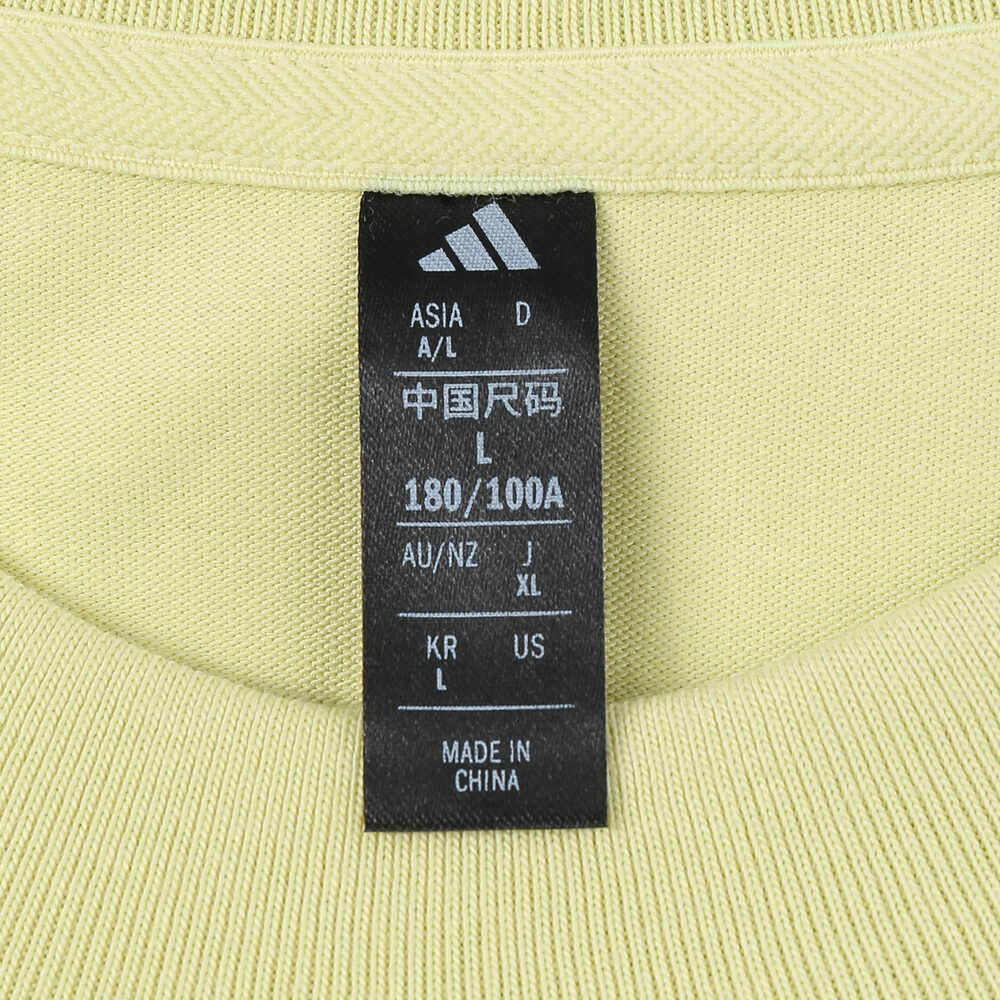 ASIA D
A/L
中国尺码
L
180/100A
AU/NZ J
XL
KR US
L
MADE IN
CHINA